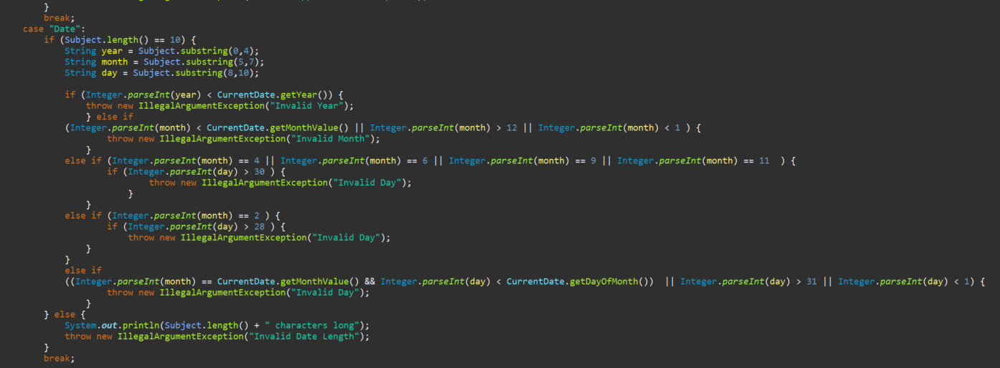 }
break;
case "Date":
if (Subject.length() == 10) {
String year = Subject.substring(0,4);
String month = Subject.substring(5,7);
String day = Subject.substring(8,10);
if (Integer.parseInt(year) < CurrentDate.getYear()) {
throw new IllegalArgumentException("Invalid Year");
} else if
(Integer.parseInt(month) < CurrentDate.getMonthValue() || Integer.parseInt(month) > 12 || Integer.parseInt(month) < 1 ) {
throw new IllegalArgumentException("Invalid Month");
}
else if (Integer.parseInt(month) == 4 || Integer.parseInt(month) == 6 || Integer.parseInt(month) == 9 || Integer.parseInt(month) == 11  ) {
if (Integer.parseInt(day) > 30 ) {
throw new IllegalArgumentException("Invalid Day");
}
}
else if (Integer.parseInt(month) == 2 ) {
if (Integer.parseInt(day) > 28 ) {
throw new IllegalArgumentException("Invalid Day");
}
}
else if
((Integer.parseInt(month) == CurrentDate.getMonthValue() && Integer.parseInt(day) < CurrentDate.getDayOfMonth())  || Integer.parseInt(day) > 31 || Integer.parseInt(day) < 1) {
throw new IllegalArgumentException("Invalid Day");
}
} else {
System.out.println(Subject.length() + " characters long");
throw new IllegalArgumentException("Invalid Date Length");
}
break;